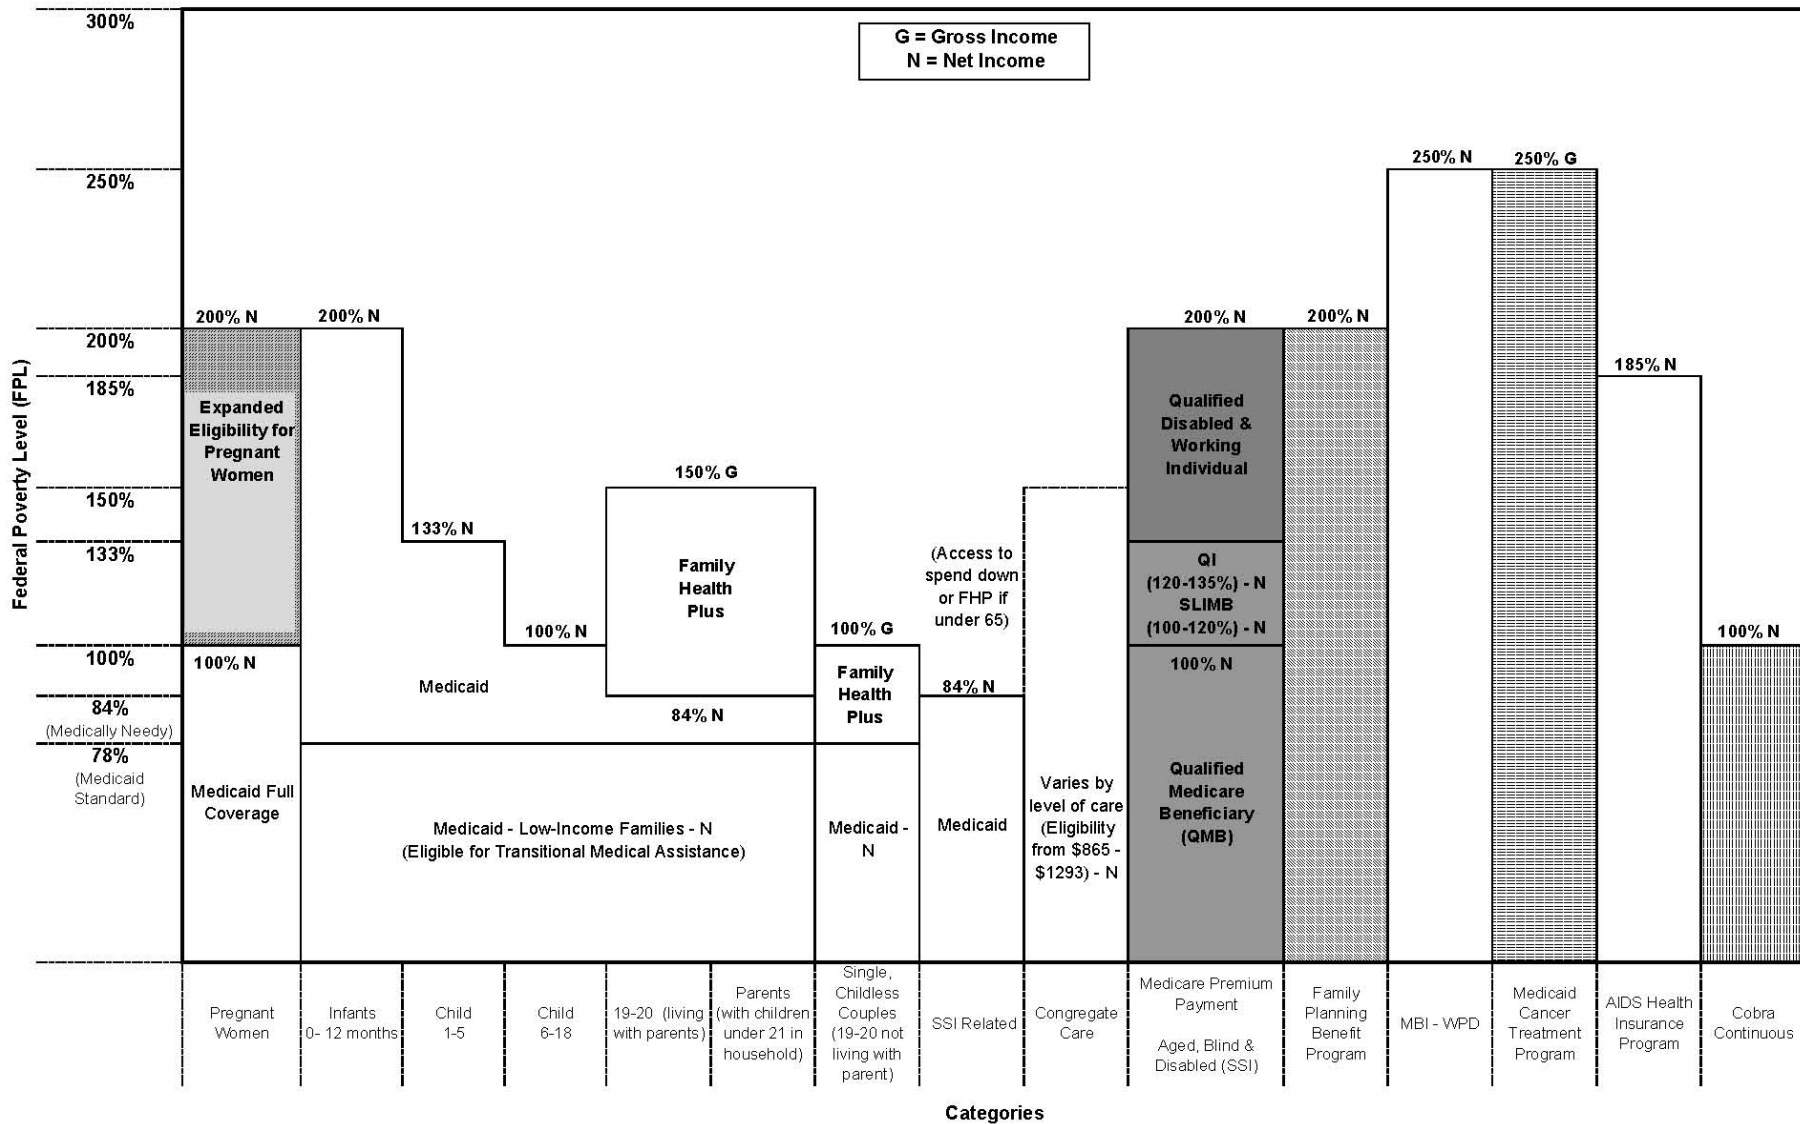 300%
G = Gross Income
N = Net Income
250% N
250% G
250%
200% N
200% N
200% N
200% N
200%
185% N
185%
Federal Poverty Level (FPL)
Expanded
Eligibility for
Pregnant
Women
Qualified
Disabled &
Working
Individual
150% G
150%
133% N
133%
Family
Health
Plus
(Access to
spend down
or FHP if
under 65)
QI
(120-135%) - N
SLIMB
(100-120%) - N
100% N
100% G
100% N
100%
100% N
100% N
Medicaid
Family
Health
Plus
84% N
84% N
84%
(Medically Needy)
78%
(Medicaid
Standard)
Medicaid Full
Coverage
Medicaid - Low-Income Families - N
(Eligible for Transitional Medical Assistance)
Medicaid -
N
Medicaid
Varies by
level of care
(Eligibility
from $865 -
$1293) - N
Qualified
Medicare
Beneficiary
(QMB)
Pregnant
Women
Infants
0- 12 months
Child
1-5
Child
6-18
19-20 (living
with parents)
Parents
(with children
under 21 in
household)
Single,
Childless
Couples
(19-20 not
living with
parent)
SSI Related
Congregate
Care
Medicare Premium
Payment
Aged, Blind &
Disabled (SSI)
Family
Planning
Benefit
Program
MBI - WPD
Medicaid
Cancer
Treatment
Program
AIDS Health
Insurance
Program
Cobra
Continuous
Categories